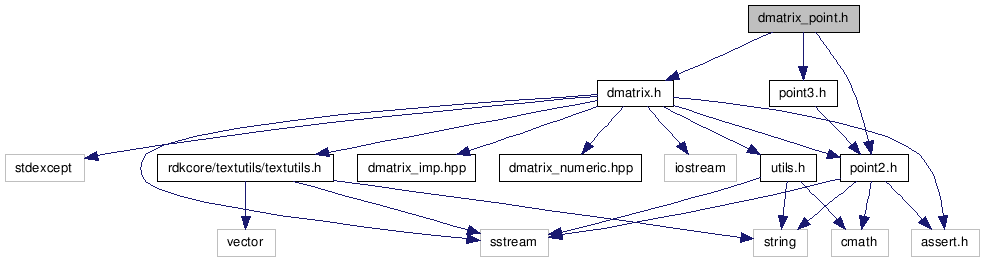 dmatrix_point.h
dmatrix.h
point3.h
stdexcept
rdkcore/textutils/textutils.h
dmatrix_imp.hpp
dmatrix_numeric.hpp
iostream
utils.h
point2.h
vector
sstream
string
cmath
assert.h